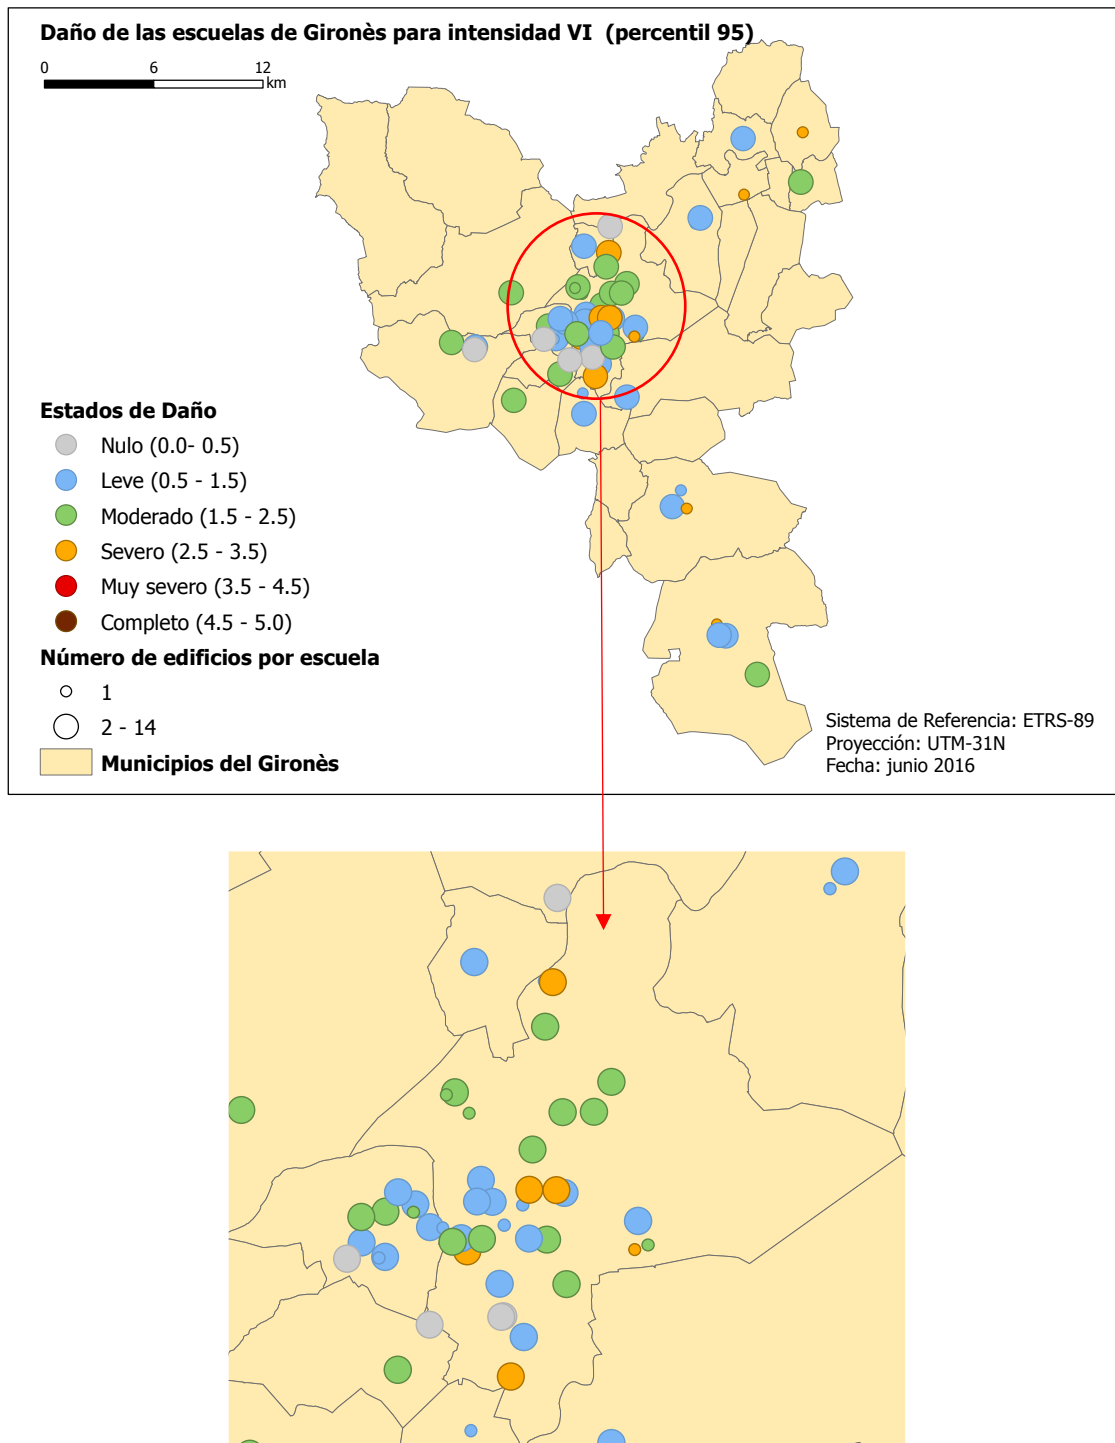 Daño de las escuelas de Gironès para intensidad VI (percentil 95)
0 6 12
km
Estados de Daño
Nulo (0.0- 0.5)
Leve (0.5 - 1.5)
Moderado (1.5 - 2.5)
Severo (2.5 - 3.5)
Muy severo (3.5 - 4.5)
Completo (4.5 - 5.0)
Número de edificios por escuela
1
2 - 14
Municipios del Gironès
Sistema de Referencia: ETRS-89
Proyección: UTM-31N
Fecha: junio 2016